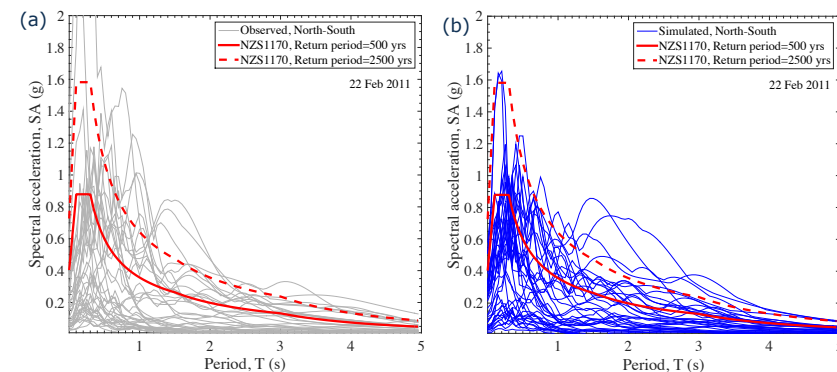 (a)
Spectral acceleration, SA (g)
2
1.8
1.6
1.4
1.2
1
0.8
0.6
0.4
0.2
Observed, North-South
NZS1170, Return period=500 yrs
NZS1170, Return period=2500 yrs
22 Feb 2011
1 2 3 4 5
Period, T (s)
(b)
Spectral acceleration, SA (g)
2
1.8
1.6
1.4
1.2
1
0.8
0.6
0.4
0.2
Simulated, North-South
NZS1170, Return period=500 yrs
NZS1170, Return period=2500 yrs
22 Feb 2011
1 2 3 4
Period, T (s)